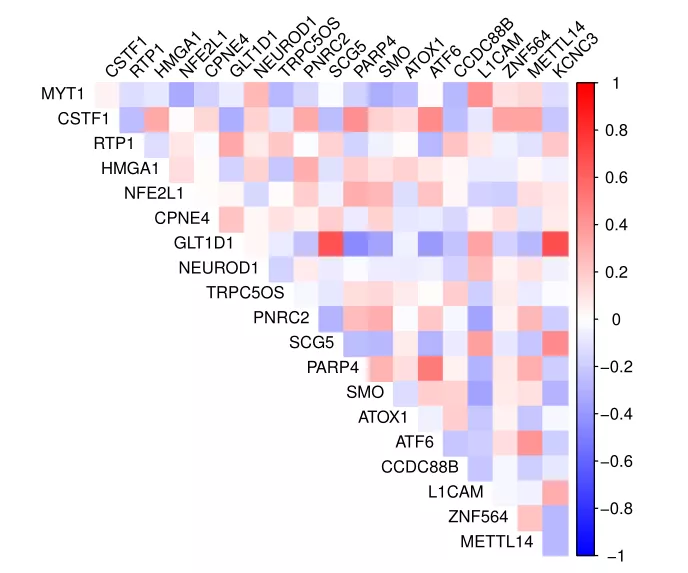 CSTF1
RTP1
HMGA1
NFE2L1
CPNE4
GLT1D1
NEUROD1
TRPC5OS
PNRC2
SCG5
PARP4
SMO
ATOX1
ATF6
CCDC88B
L1CAM
ZNF564
METTL14
KCNC3
MYT1
CSTF1
RTP1
HMGA1
NFE2L1
CPNE4
GLT1D1
NEUROD1
TRPC5OS
PNRC2
SCG5
PARP4
SMO
ATOX1
ATF6
CCDC88B
L1CAM
ZNF564
METTL14
1
0.8
0.6
0.4
0.2
0
−0.2
−0.4
−0.6
−0.8
−1